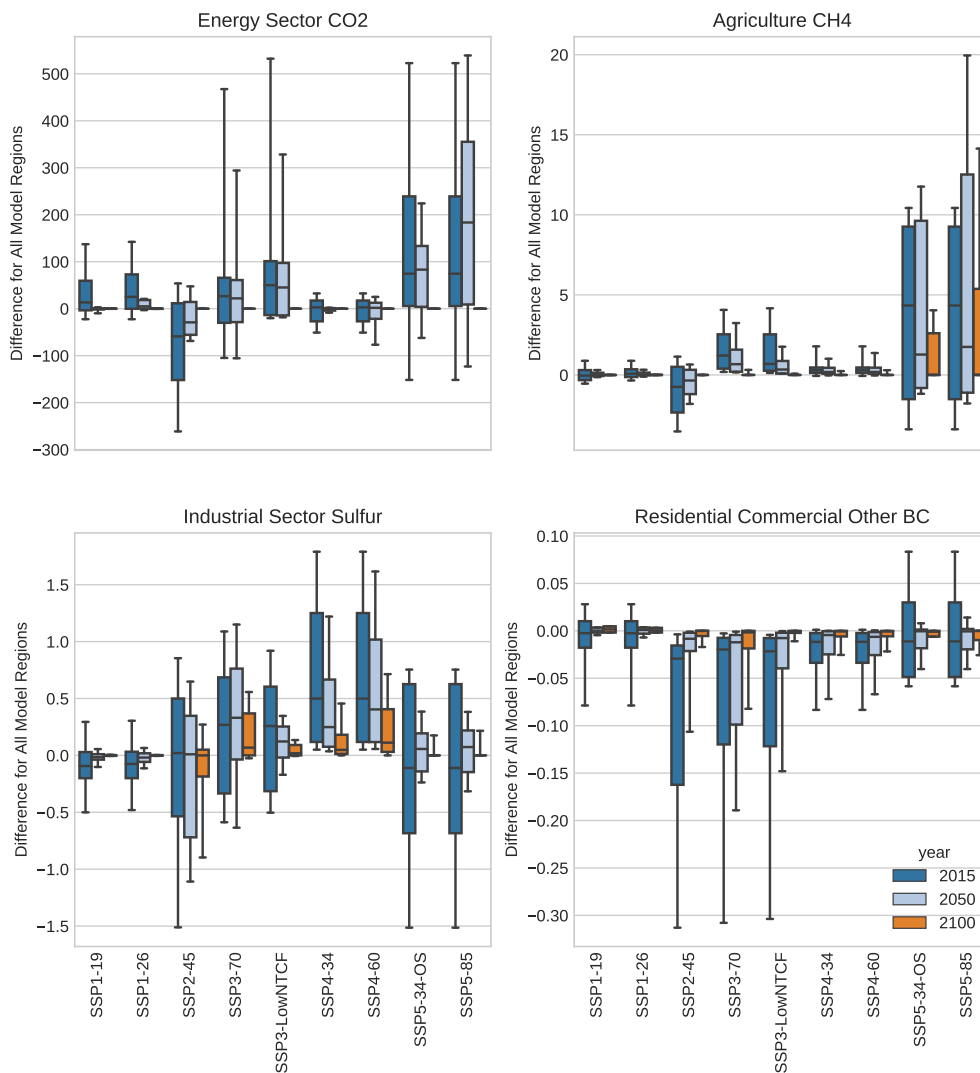 Energy Sector CO2
Agriculture CH4
Difference for All Model Regions
500
400
300
200
100
0
−100
−200
−300
Difference for All Model Regions
20
15
10
5
0
Industrial Sector Sulfur
Residential Commercial Other BC
Difference for All Model Regions
1.5
1.0
0.5
0.0
−0.5
−1.0
−1.5
Difference for All Model Regions
0.10
0.05
0.00
−0.05
−0.10
−0.15
−0.20
−0.25
−0.30
year
2015
2050
2100
SSP1-19
SSP1-26
SSP2-45
SSP3-70
SSP3-LowNTCF
SSP4-34
SSP4-60
SSP5-34-OS
SSP5-85
SSP1-19
SSP1-26
SSP2-45
SSP3-70
SSP3-LowNTCF
SSP4-34
SSP4-60
SSP5-34-OS
SSP5-85